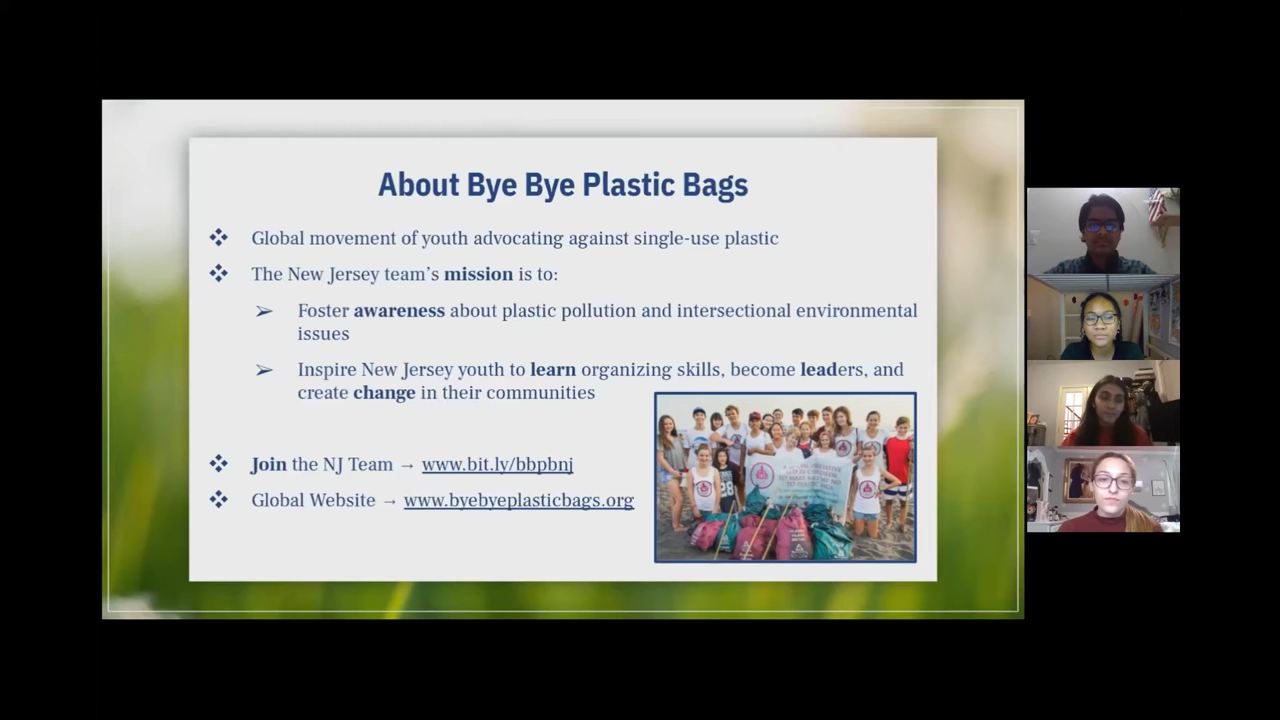 About Bye Bye Plastic Bags
Global movement of youth advocating against single-use plastic
The New Jersey team's mission is to:
Foster awareness about plastic pollution and intersectional environmental
issues
Inspire New Jersey youth to learn organizing skills, become leaders, and
create change in their communities
Join the NJ Team → www.bit.ly/bbpbnj
Global Website → www.byebyeplasticbags.org
28